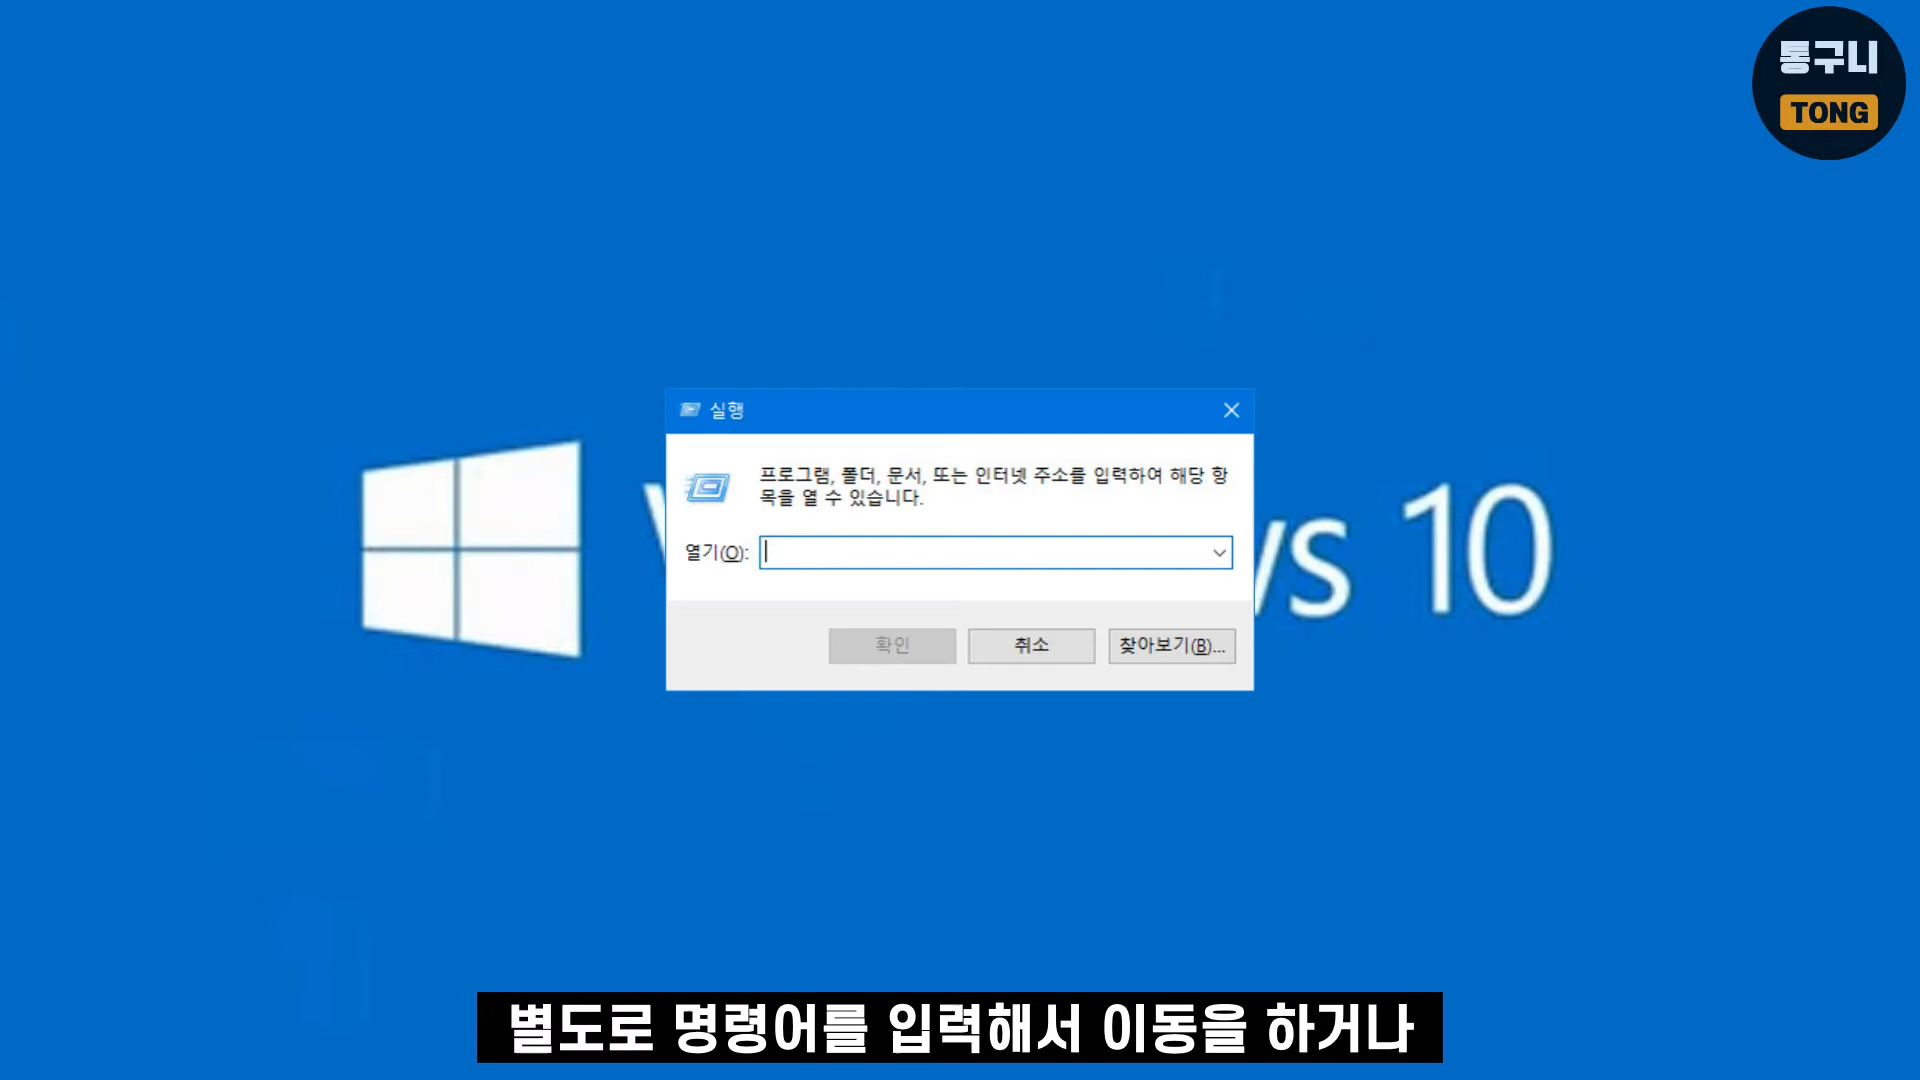 통구니
TONG
실행
프로그램, 폴더, 문서, 또는 인터넷 주소를 입력하여 해당 항
목을 열 수 있습니다.
열기(O):
ws 10
확인
취소
찾아보기(B)...
별도로 명령어를 입력해서 이동을 하거나